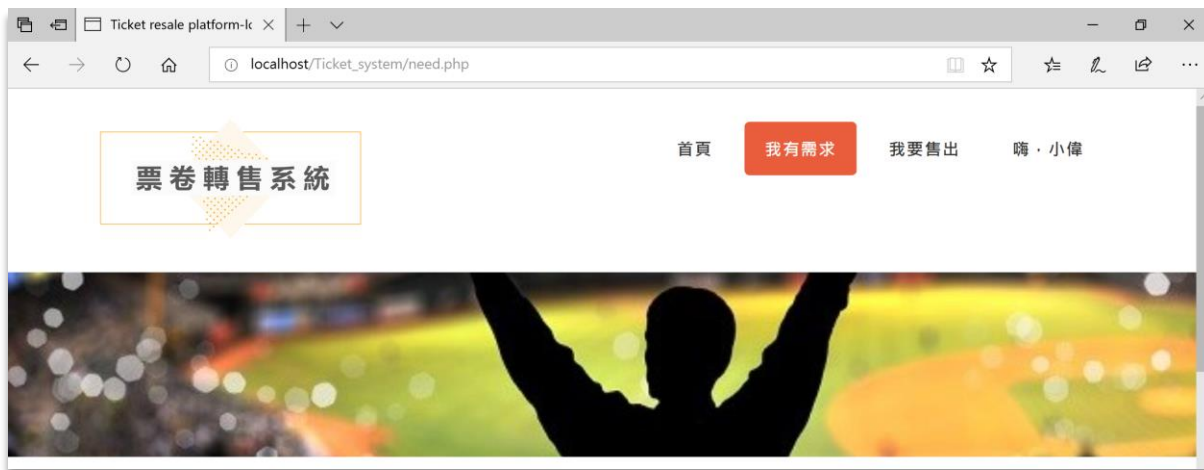 Ticket resale platform-lo
localhost/Ticket_system/need.php
票卷轉售系統
首頁 我有需求 我要售出 嗨，小偉